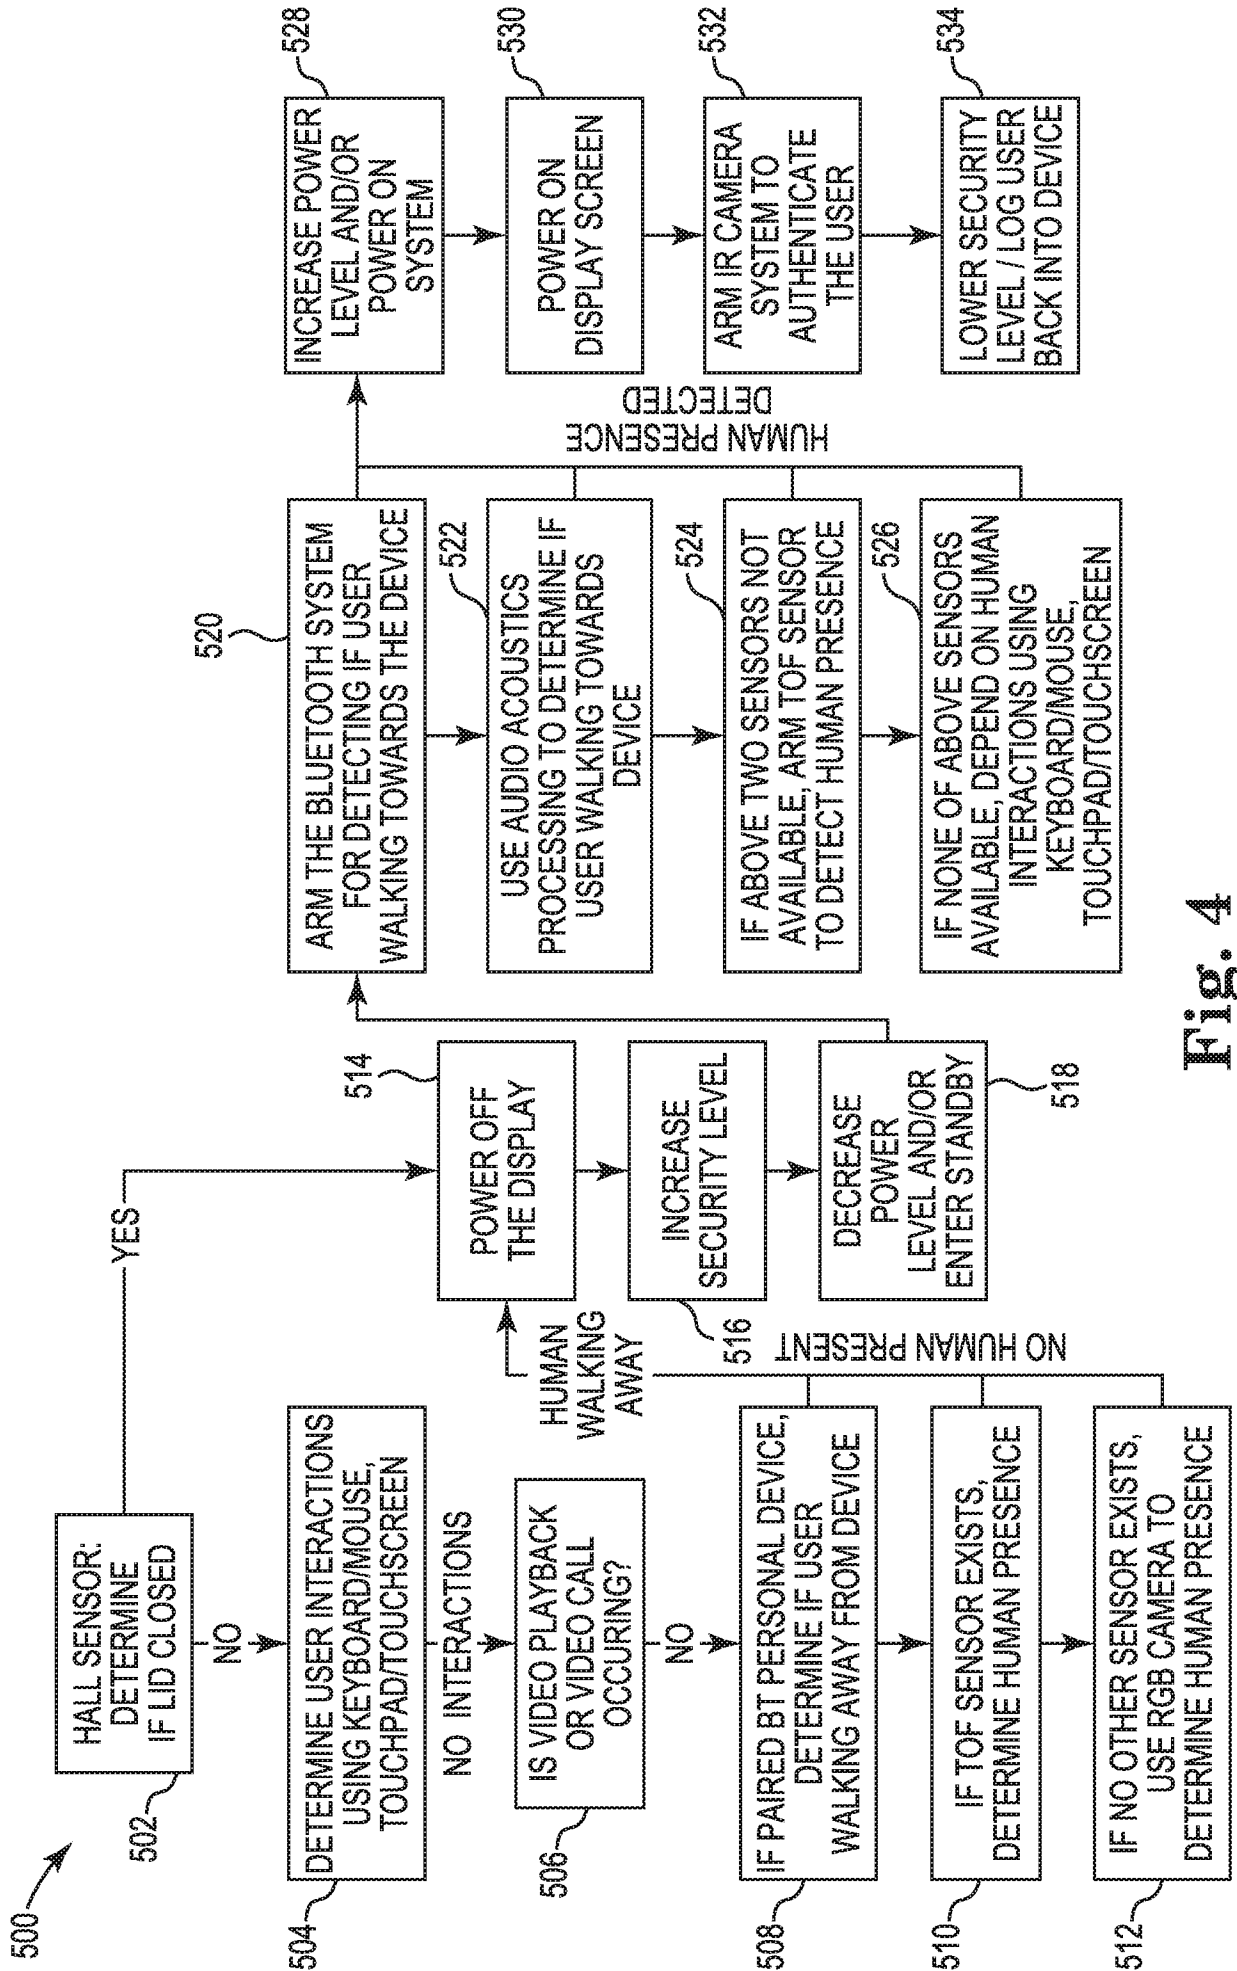 500
HALL SENSOR:
DETERMINE
IF LID CLOSED
502
YES
NO
DETERMINE USER INTERACTIONS
USING KEYBOARD/MOUSE,
TOUCHPAD/TOUCHSCREEN
504
NO INTERACTIONS
IS VIDEO PLAYBACK
OR VIDEO CALL
OCCURING?
506
NO
IF PAIRED BT PERSONAL DEVICE,
DETERMINE IF USER
WALKING AWAY FROM DEVICE
508
IF TOF SENSOR EXISTS,
DETERMINE HUMAN PRESENCE
510
IF NO OTHER SENSOR EXISTS,
USE RGB CAMERA TO
DETERMINE HUMAN PRESENCE
512
HUMAN
WALKING
AWAY
NO HUMAN PRESENT
POWER OFF
THE DISPLAY
514
INCREASE
SECURITY LEVEL
516
DECREASE
POWER
LEVEL AND/OR
ENTER STANDBY
518
ARM THE BLUETOOTH SYSTEM
FOR DETECTING IF USER
WALKING TOWARDS THE DEVICE
520
USE AUDIO ACOUSTICS
PROCESSING TO DETERMINE IF
USER WALKING TOWARDS
DEVICE
522
IF ABOVE TWO SENSORS NOT
AVAILABLE, ARM TOF SENSOR
TO DETECT HUMAN PRESENCE
524
IF NONE OF ABOVE SENSORS
AVAILABLE, DEPEND ON HUMAN
INTERACTIONS USING
KEYBOARD/MOUSE,
TOUCHPAD/TOUCHSCREEN
526
HUMAN PRESENCE
DETECTED
INCREASE POWER
LEVEL AND/OR
POWER ON
SYSTEM
528
POWER ON
DISPLAY SCREEN
530
ARM IR CAMERA
SYSTEM TO
AUTHENTICATE
THE USER
532
LOWER SECURITY
LEVEL / LOG USER
BACK INTO DEVICE
534
Fig. 4